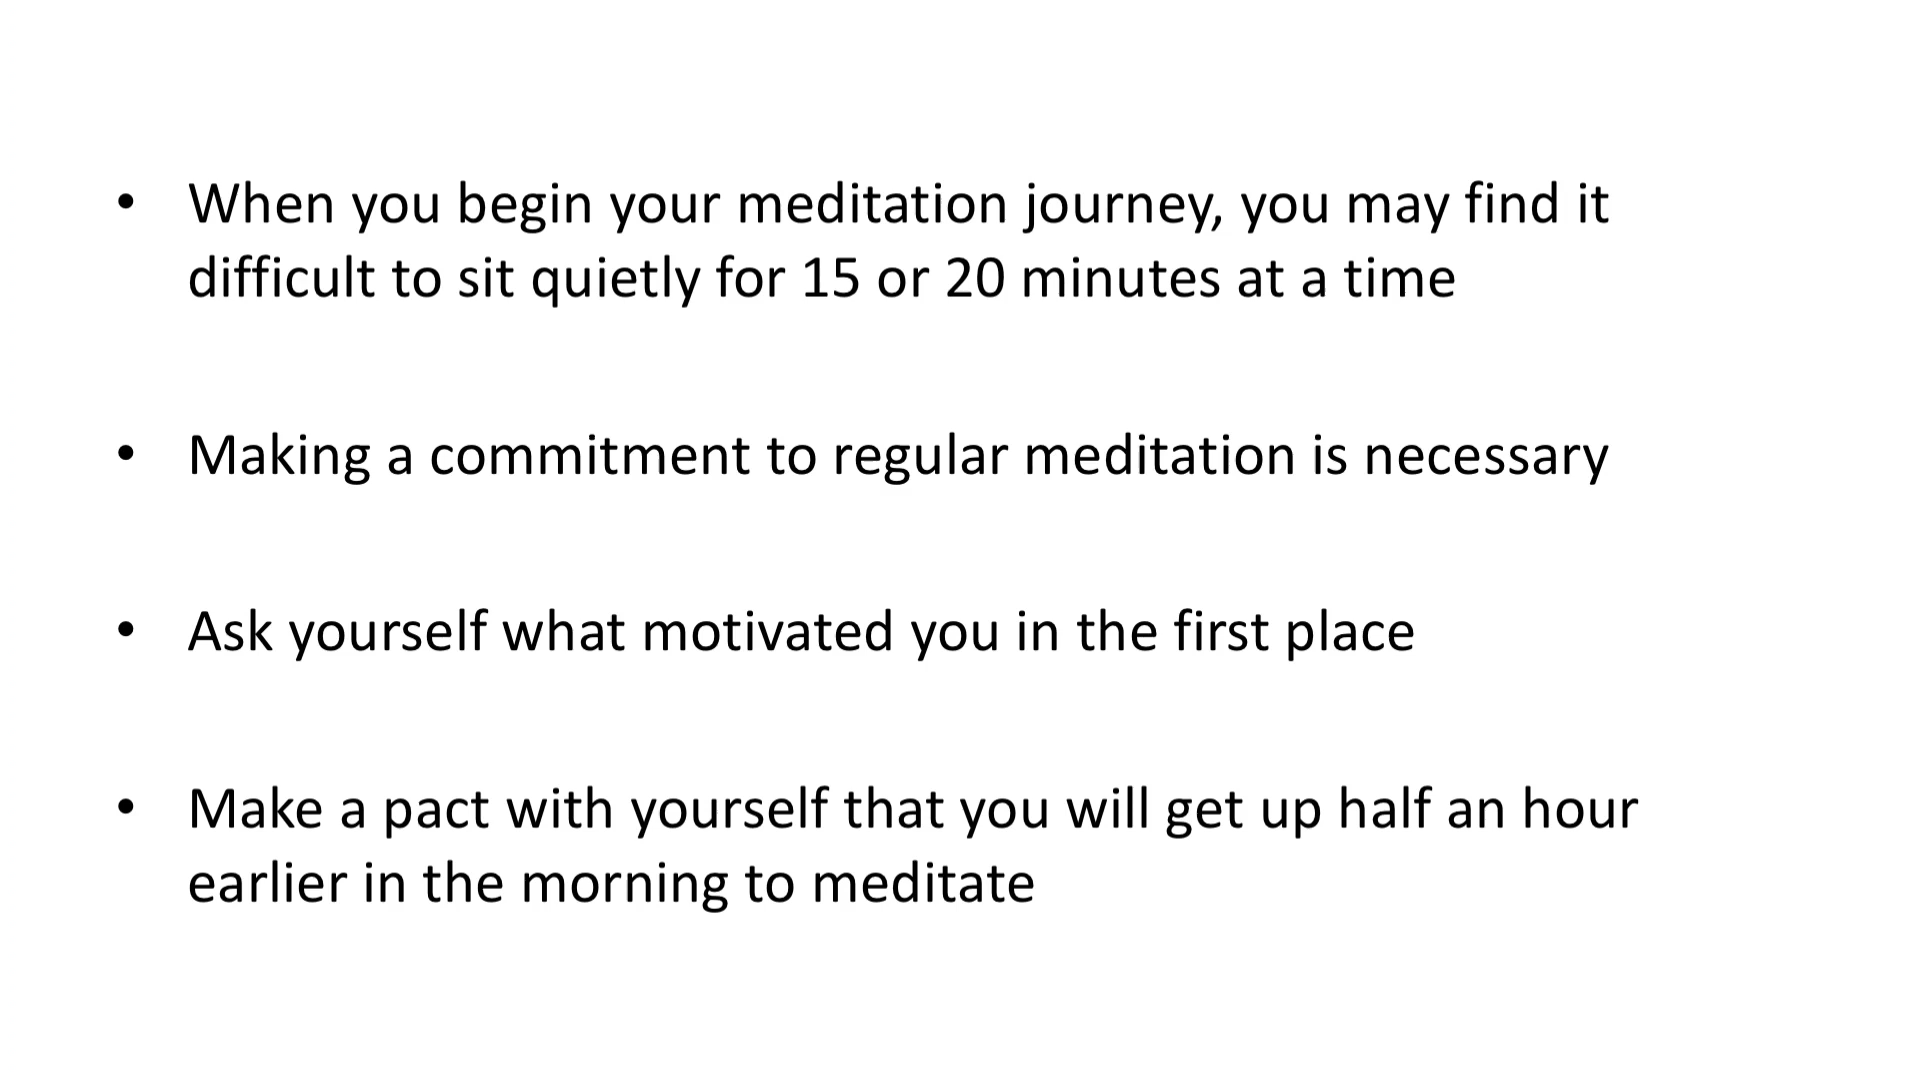 • When you begin your meditation journey, you may find it
difficult to sit quietly for 15 or 20 minutes at a time
• Making a commitment to regular meditation is necessary
• Ask yourself what motivated you in the first place
• Make a pact with yourself that you will get up half an hour
earlier in the morning to meditate